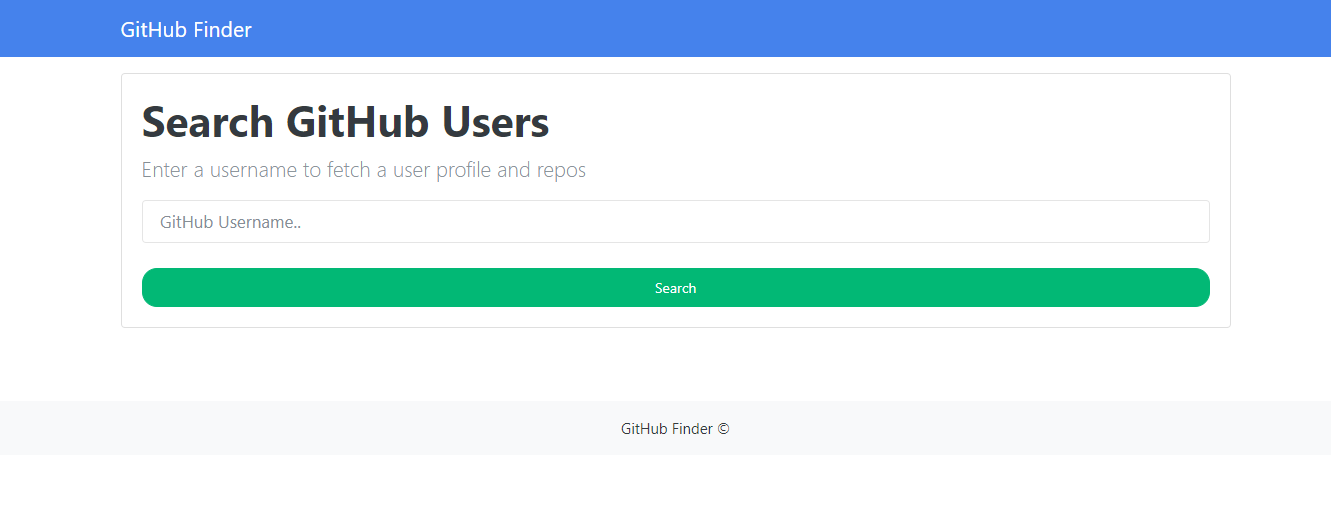 GitHub Finder
Search GitHub Users
Enter a username to fetch a user profile and repos
GitHub Username..
Search
GitHub Finder ©